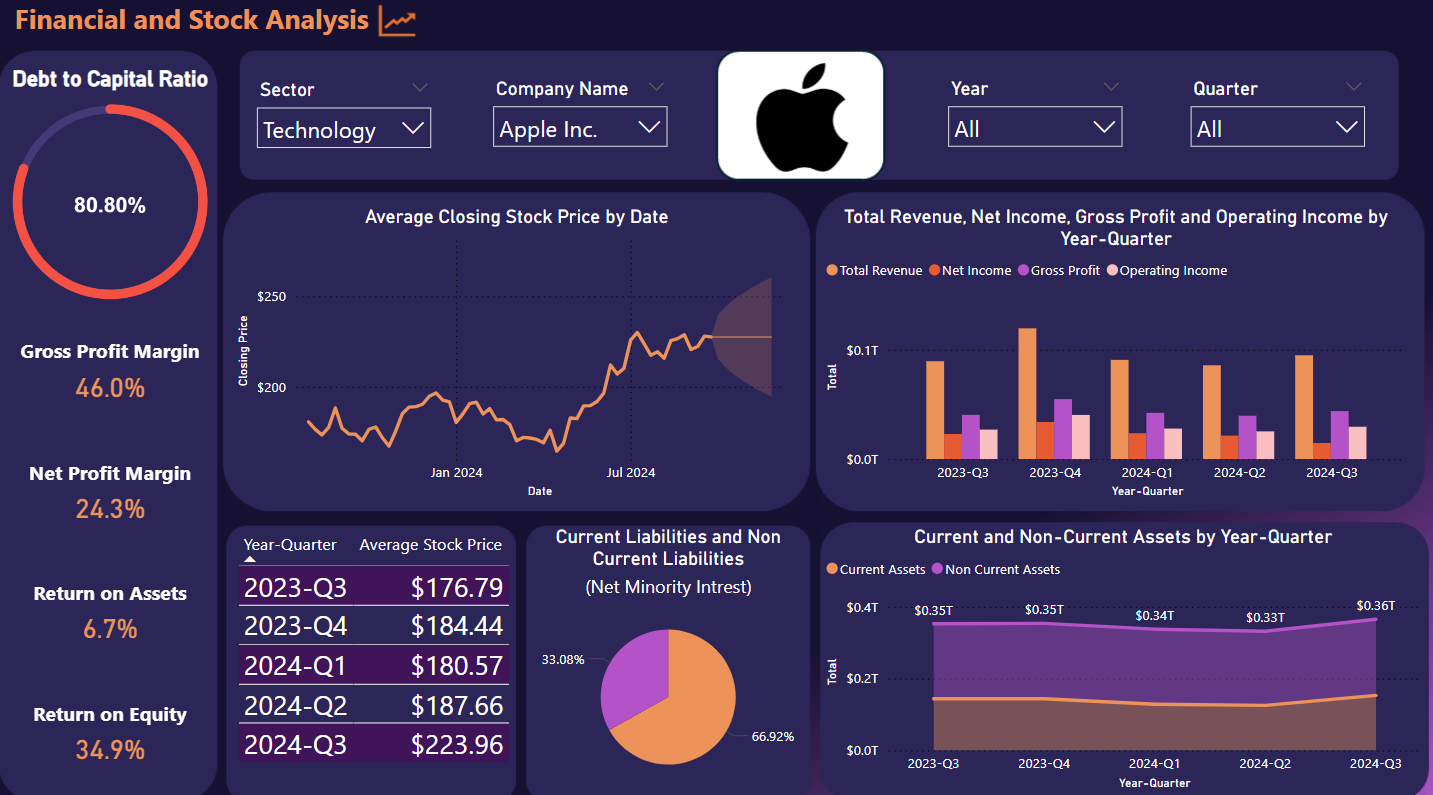 Financial and Stock Analysis
Debt to Capital Ratio
80.80%
Gross Profit Margin
46.0%
Net Profit Margin
24.3%
Return on Assets
6.7%
Return on Equity
34.9%
Sector
Technology
Company Name
Apple Inc.
Year
All
Quarter
All
Average Closing Stock Price by Date
$250
$200
Closing Price
Jan 2024
Jul 2024
Date
Total Revenue, Net Income, Gross Profit and Operating Income by
Year-Quarter
Total Revenue Net Income Gross Profit Operating Income
$0.1T
$0.0T
Total
2023-Q3 2023-Q4 2024-Q1 2024-Q2 2024-Q3
Year-Quarter
Year-Quarter Average Stock Price
2023-Q3 $176.79
2023-Q4 $184.44
2024-Q1 $180.57
2024-Q2 $187.66
2024-Q3 $223.96
Current Liabilities and Non
Current Liabilities
(Net Minority Intrest)
33.08%
66.92%
Current and Non-Current Assets by Year-Quarter
Current Assets Non Current Assets
$0.4T
$0.2T
$0.0T
Total
$0.35T $0.35T $0.34T $0.33T $0.36T
2023-Q3 2023-Q4 2024-Q1 2024-Q2 2024-Q3
Year-Quarter